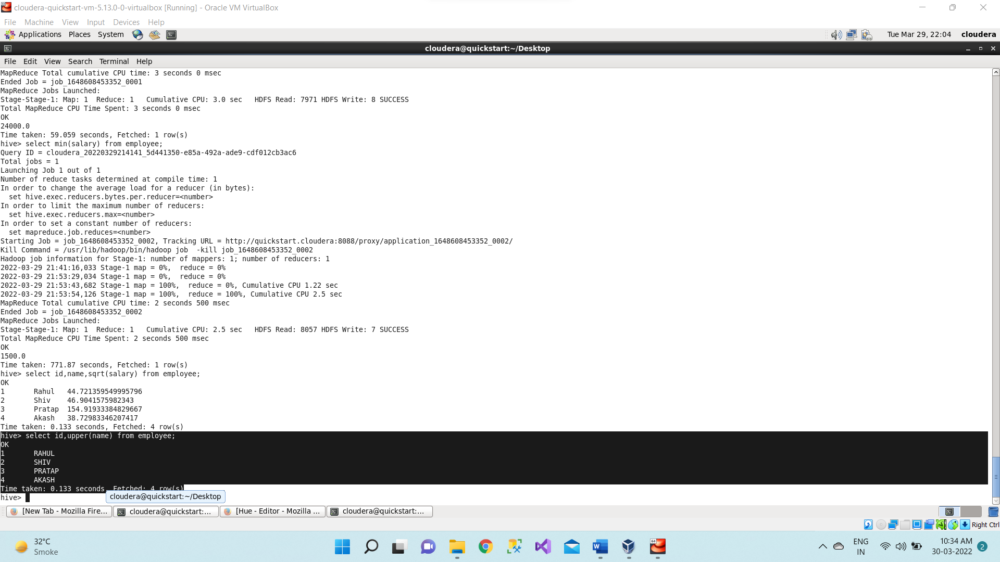 cloudera-quickstart-vm-5.13.0-0-virtualbox [Running] - Oracle VM VirtualBox
File Machine View Input Devices Help
Applications Places System Tue Mar 29, 22:04 cloudera
cloudera@quickstart:~/Desktop
File Edit View Search Terminal Help
MapReduce Total cumulative CPU time: 3 seconds 0 msec
Ended Job = job_1648608453352_0001
MapReduce Jobs Launched:
Stage-Stage-1: Map: 1  Reduce: 1   Cumulative CPU: 3.0 sec   HDFS Read: 7971 HDFS Write: 8 SUCCESS
Total MapReduce CPU Time Spent: 3 seconds 0 msec
OK
24000.0
Time taken: 59.059 seconds, Fetched: 1 row(s)
hive> select min(salary) from employee;
Query ID = cloudera_20220329214141_5d441350-e85a-492a-ade9-cdf012cb3ac6
Total jobs = 1
Launching Job 1 out of 1
Number of reduce tasks determined at compile time: 1
In order to change the average load for a reducer (in bytes):
  set hive.exec.reducers.bytes.per.reducer=<number>
In order to limit the maximum number of reducers:
  set hive.exec.reducers.max=<number>
In order to set a constant number of reducers:
  set mapreduce.job.reduces=<number>
Starting Job = job_1648608453352_0002, Tracking URL = http://quickstart.cloudera:8088/proxy/application_1648608453352_0002/
Kill Command = /usr/lib/hadoop/bin/hadoop job  -kill job_1648608453352_0002
Hadoop job information for Stage-1: number of mappers: 1; number of reducers: 1
2022-03-29 21:41:16,033 Stage-1 map = 0%,  reduce = 0%
2022-03-29 21:53:29,034 Stage-1 map = 0%,  reduce = 0%
2022-03-29 21:53:43,682 Stage-1 map = 100%,  reduce = 0%, Cumulative CPU 1.22 sec
2022-03-29 21:53:54,126 Stage-1 map = 100%,  reduce = 100%, Cumulative CPU 2.5 sec
MapReduce Total cumulative CPU time: 2 seconds 500 msec
Ended Job = job_1648608453352_0002
MapReduce Jobs Launched:
Stage-Stage-1: Map: 1  Reduce: 1   Cumulative CPU: 2.5 sec   HDFS Read: 8057 HDFS Write: 7 SUCCESS
Total MapReduce CPU Time Spent: 2 seconds 500 msec
OK
1500.0
Time taken: 771.87 seconds, Fetched: 1 row(s)
hive> select id,name,sqrt(salary) from employee;
OK
1       Rahul   44.721359549995796
2       Shiv    46.9041575982343
3       Pratap  154.91933384829667
4       Akash   38.72983346207417
Time taken: 0.133 seconds, Fetched: 4 row(s)
hive> select id,upper(name) from employee;
OK
1       RAHUL
2       SHIV
3       PRATAP
4       AKASH
Time taken: 0.133 seconds, Fetched: 4 row(s)
hive>
cloudera@quickstart:~/Desktop
[New Tab - Mozilla Fire... cloudera@quickstart:... [Hue - Editor - Mozilla ... cloudera@quickstart:...
Right Ctrl
32°C
Smoke
ENG
IN
10:34 AM
30-03-2022
2